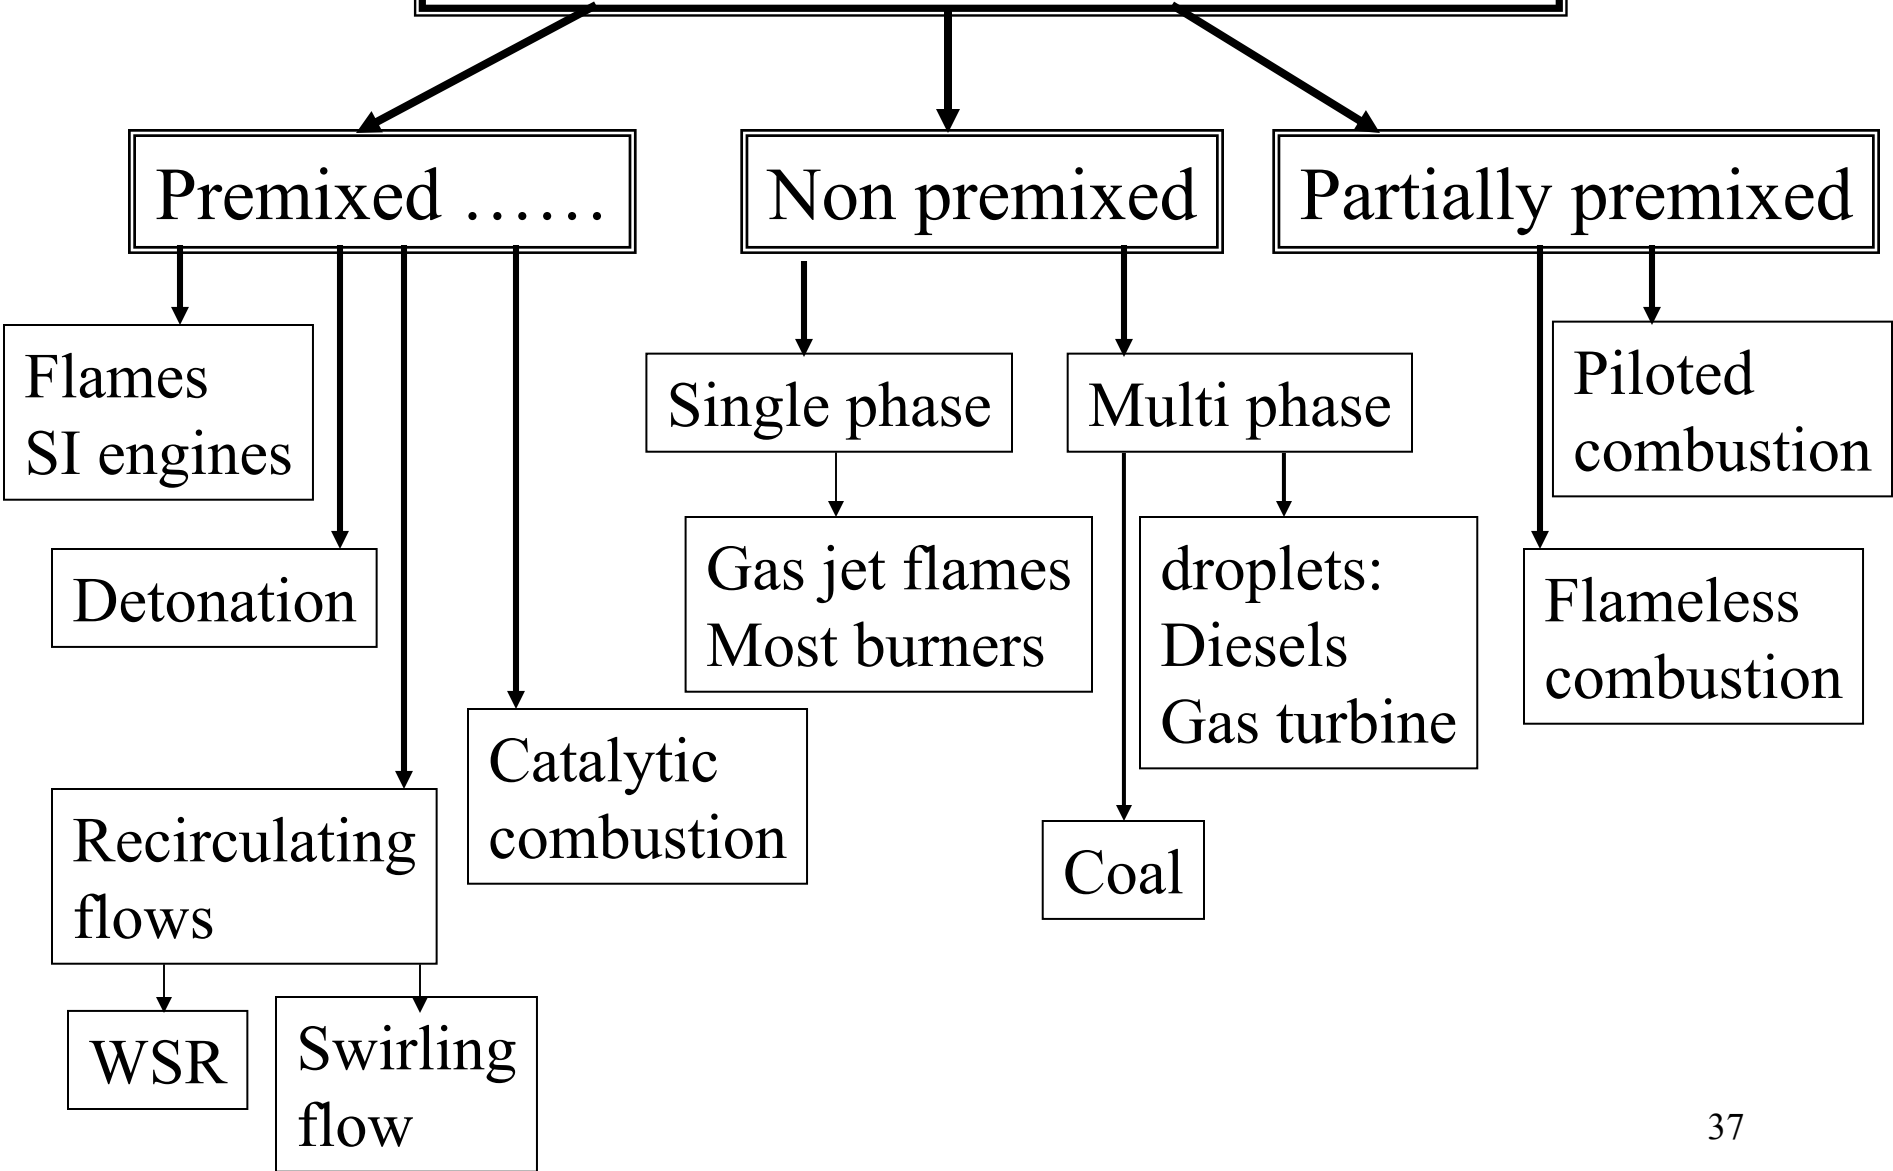 Premixed ……
Non premixed
Partially premixed
Flames
SI engines
Single phase
Multi phase
Piloted
combustion
Detonation
Gas jet flames
Most burners
droplets:
Diesels
Gas turbine
Flameless
combustion
Catalytic
combustion
Recirculating
flows
Coal
WSR
Swirling
flow
37